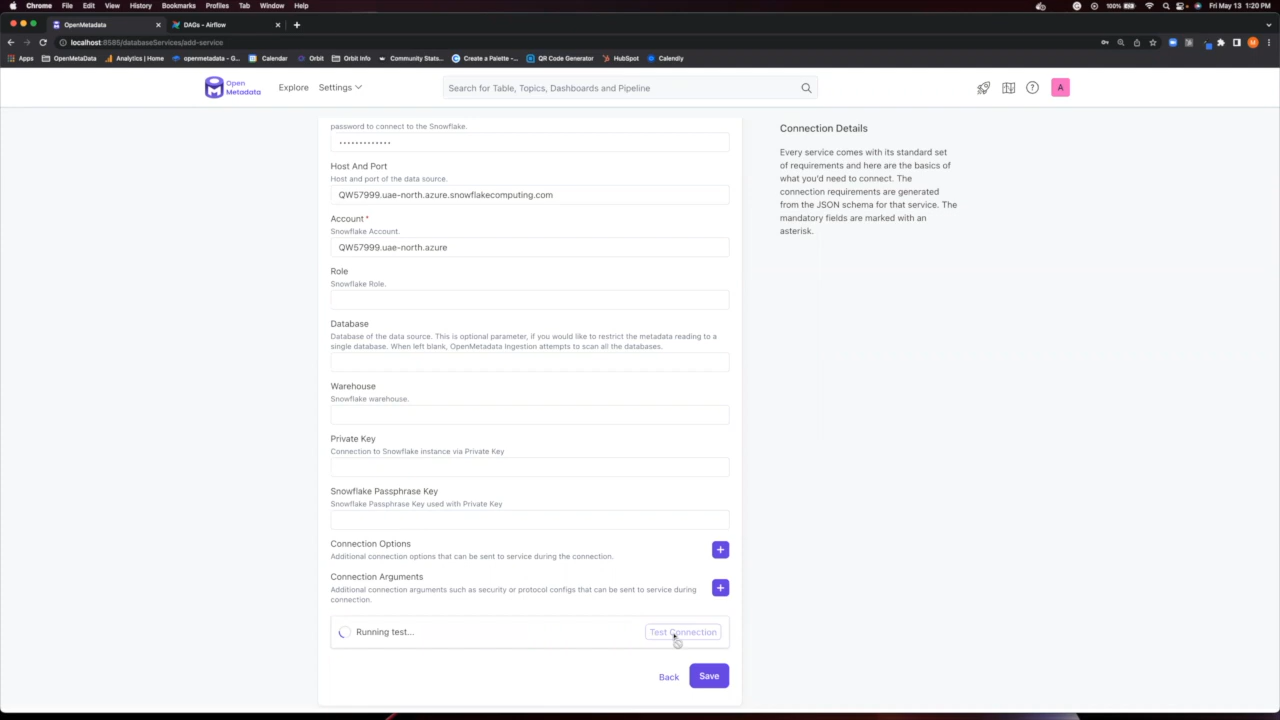 Chrome File Edit View History Bookmarks Profiles Tab Window Help
100%
Fri May 13 1:20 PM
OpenMetadata
DAGs - Airflow
localhost:8585/databaseServices/add-service
Apps
OpenMetaData
Analytics | Home
openmetadata - G...
Calendar
Orbit
Orbit Info
Community Stats...
Create a Palette -...
QR Code Generator
HubSpot
Calendly
Open
Metadata
Explore
Settings
Search for Table, Topics, Dashboards and Pipeline
A
password to connect to the Snowflake.
Host And Port
Host and port of the data source.
QW57999.uae-north.azure.snowflakecomputing.com
Account *
Snowflake Account.
QW57999.uae-north.azure
Role
Snowflake Role.
Database
Database of the data source. This is optional parameter, if you would like to restrict the metadata reading to a
single database. When left blank, OpenMetadata Ingestion attempts to scan all the databases.
Warehouse
Snowflake warehouse.
Private Key
Connection to Snowflake instance via Private Key
Snowflake Passphrase Key
Snowflake Passphrase Key used with Private Key
Connection Options
Additional connection options that can be sent to service during the connection.
Connection Arguments
Additional connection arguments such as security or protocol configs that can be sent to service during
connection.
Running test...
Test Connection
Back
Save
Connection Details
Every service comes with its standard set
of requirements and here are the basics of
what you'd need to connect. The
connection requirements are generated
from the JSON schema for that service. The
mandatory fields are marked with an
asterisk.